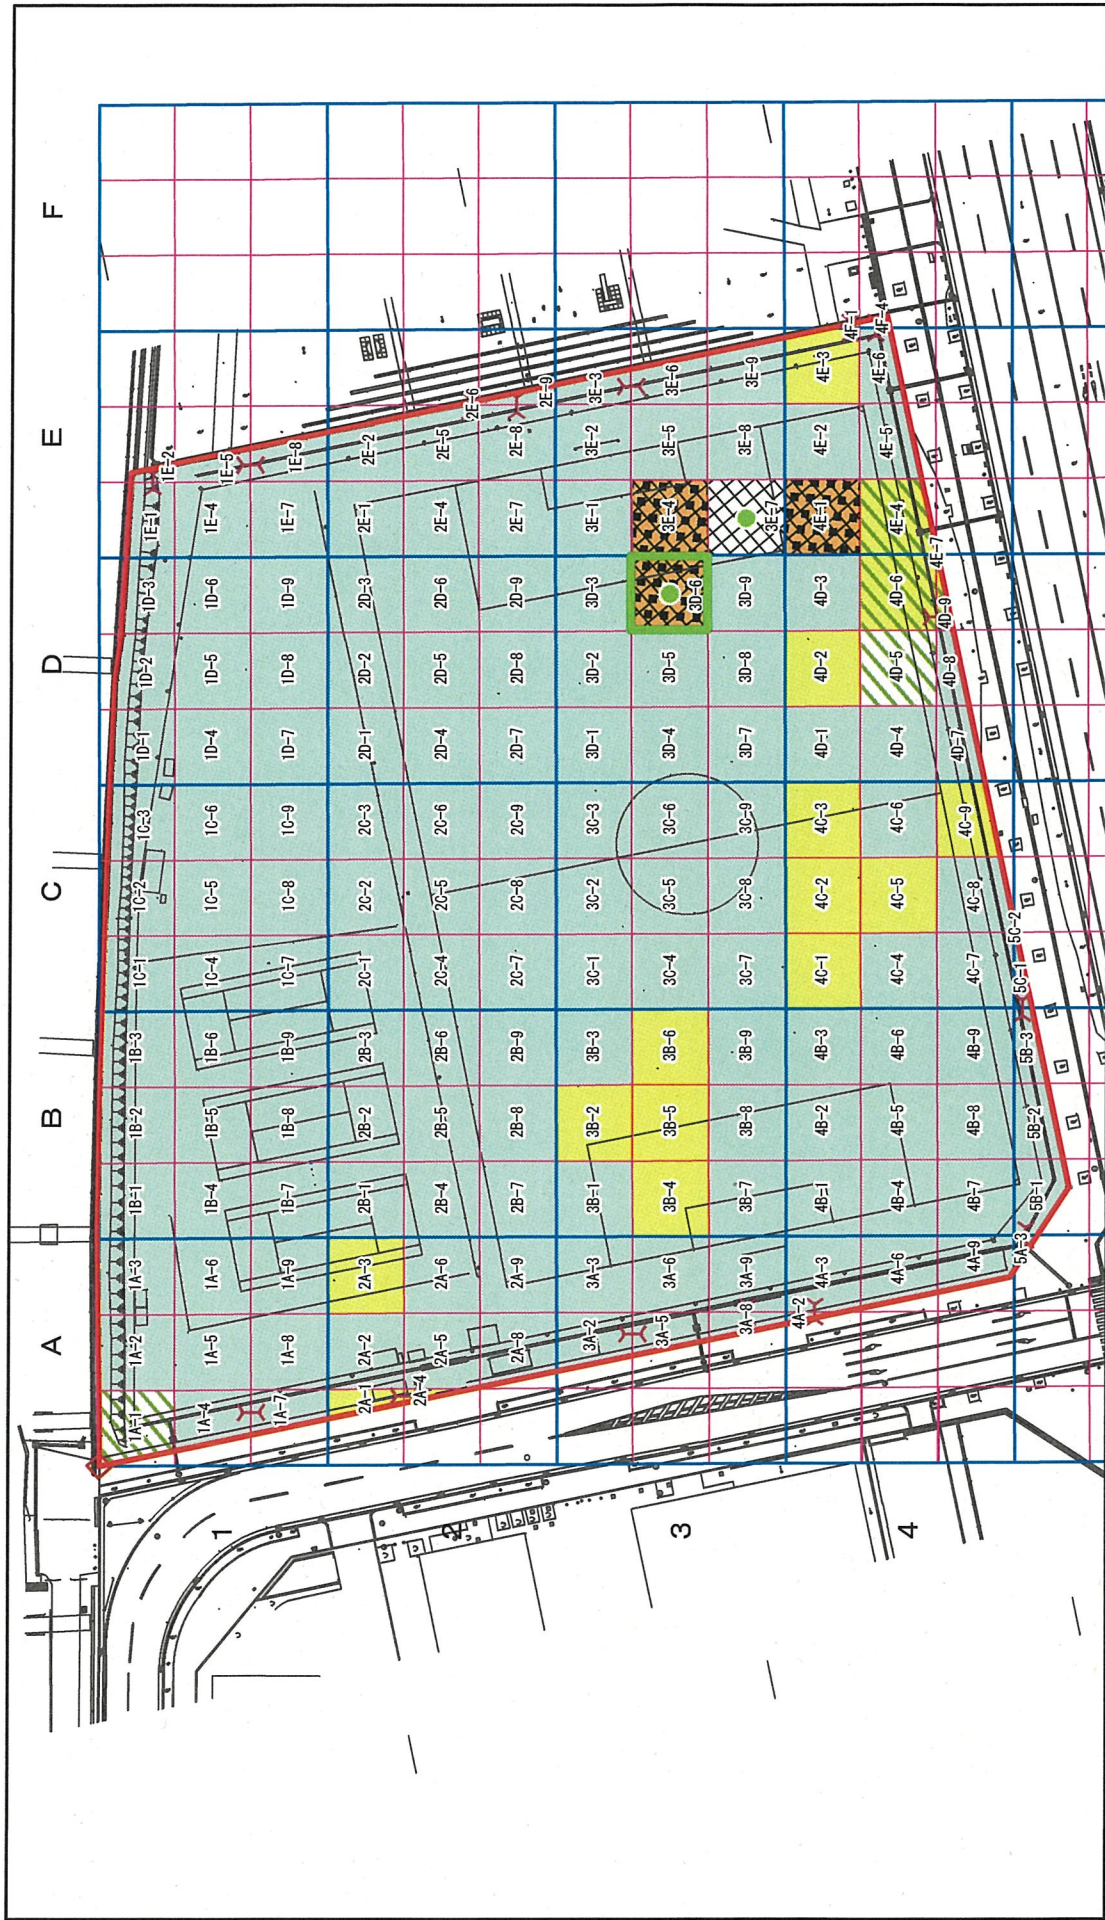 A B C D E F
1A-1 1A-2 1A-3 1B-1 1B-2 1B-3 1C-1 1C-2 1C-3 1D-1 1D-2 1D-3 1E-1 1E-2
1
1A-4 1A-5 1A-6 1B-4 1B-5 1B-6 1C-4 1C-5 1C-6 1D-4 1D-5 1D-6 1E-4 1E-5
1A-7 1A-8 1A-9 1B-7 1B-8 1B-9 1C-7 1C-8 1C-9 1D-7 1D-8 1D-9 1E-7 1E-8
2A-1 2A-2 2A-3 2B-1 2B-2 2B-3 2C-1 2C-2 2C-3 2D-1 2D-2 2D-3 2E-1 2E-2
2
2A-4 2A-5 2A-6 2B-4 2B-5 2B-6 2C-4 2C-5 2C-6 2D-4 2D-5 2D-6 2E-4 2E-5 2E-6
2A-8 2A-9 2B-7 2B-8 2B-9 2C-7 2C-8 2C-9 2D-7 2D-8 2D-9 2E-7 2E-8 2E-9
3A-2 3A-3 3B-1 3B-2 3B-3 3C-1 3C-2 3C-3 3D-1 3D-2 3D-3 3E-1 3E-2 3E-3
3
3A-5 3A-6 3B-4 3B-5 3B-6 3C-4 3C-5 3C-6 3D-4 3D-5 3D-6 3E-4 3E-5 3E-6
3A-8 3A-9 3B-7 3B-8 3B-9 3C-7 3C-8 3C-9 3D-7 3D-8 3D-9 3E-7 3E-8 3E-9
4A-2 4A-3 4B-1 4B-2 4B-3 4C-1 4C-2 4C-3 4D-1 4D-2 4D-3 4E-1 4E-2 4E-3 4F-1
4
4A-6 4B-4 4B-5 4B-6 4C-4 4C-5 4C-6 4D-4 4D-5 4D-6 4E-4 4E-5 4E-6 4F-4
4A-9 4B-7 4B-9 4C-7 4C-8 4C-9 4D-7 4D-8 4D-9 4E-7
5A-3 5B-1 5B-2 5B-3 5C-1 5C-2